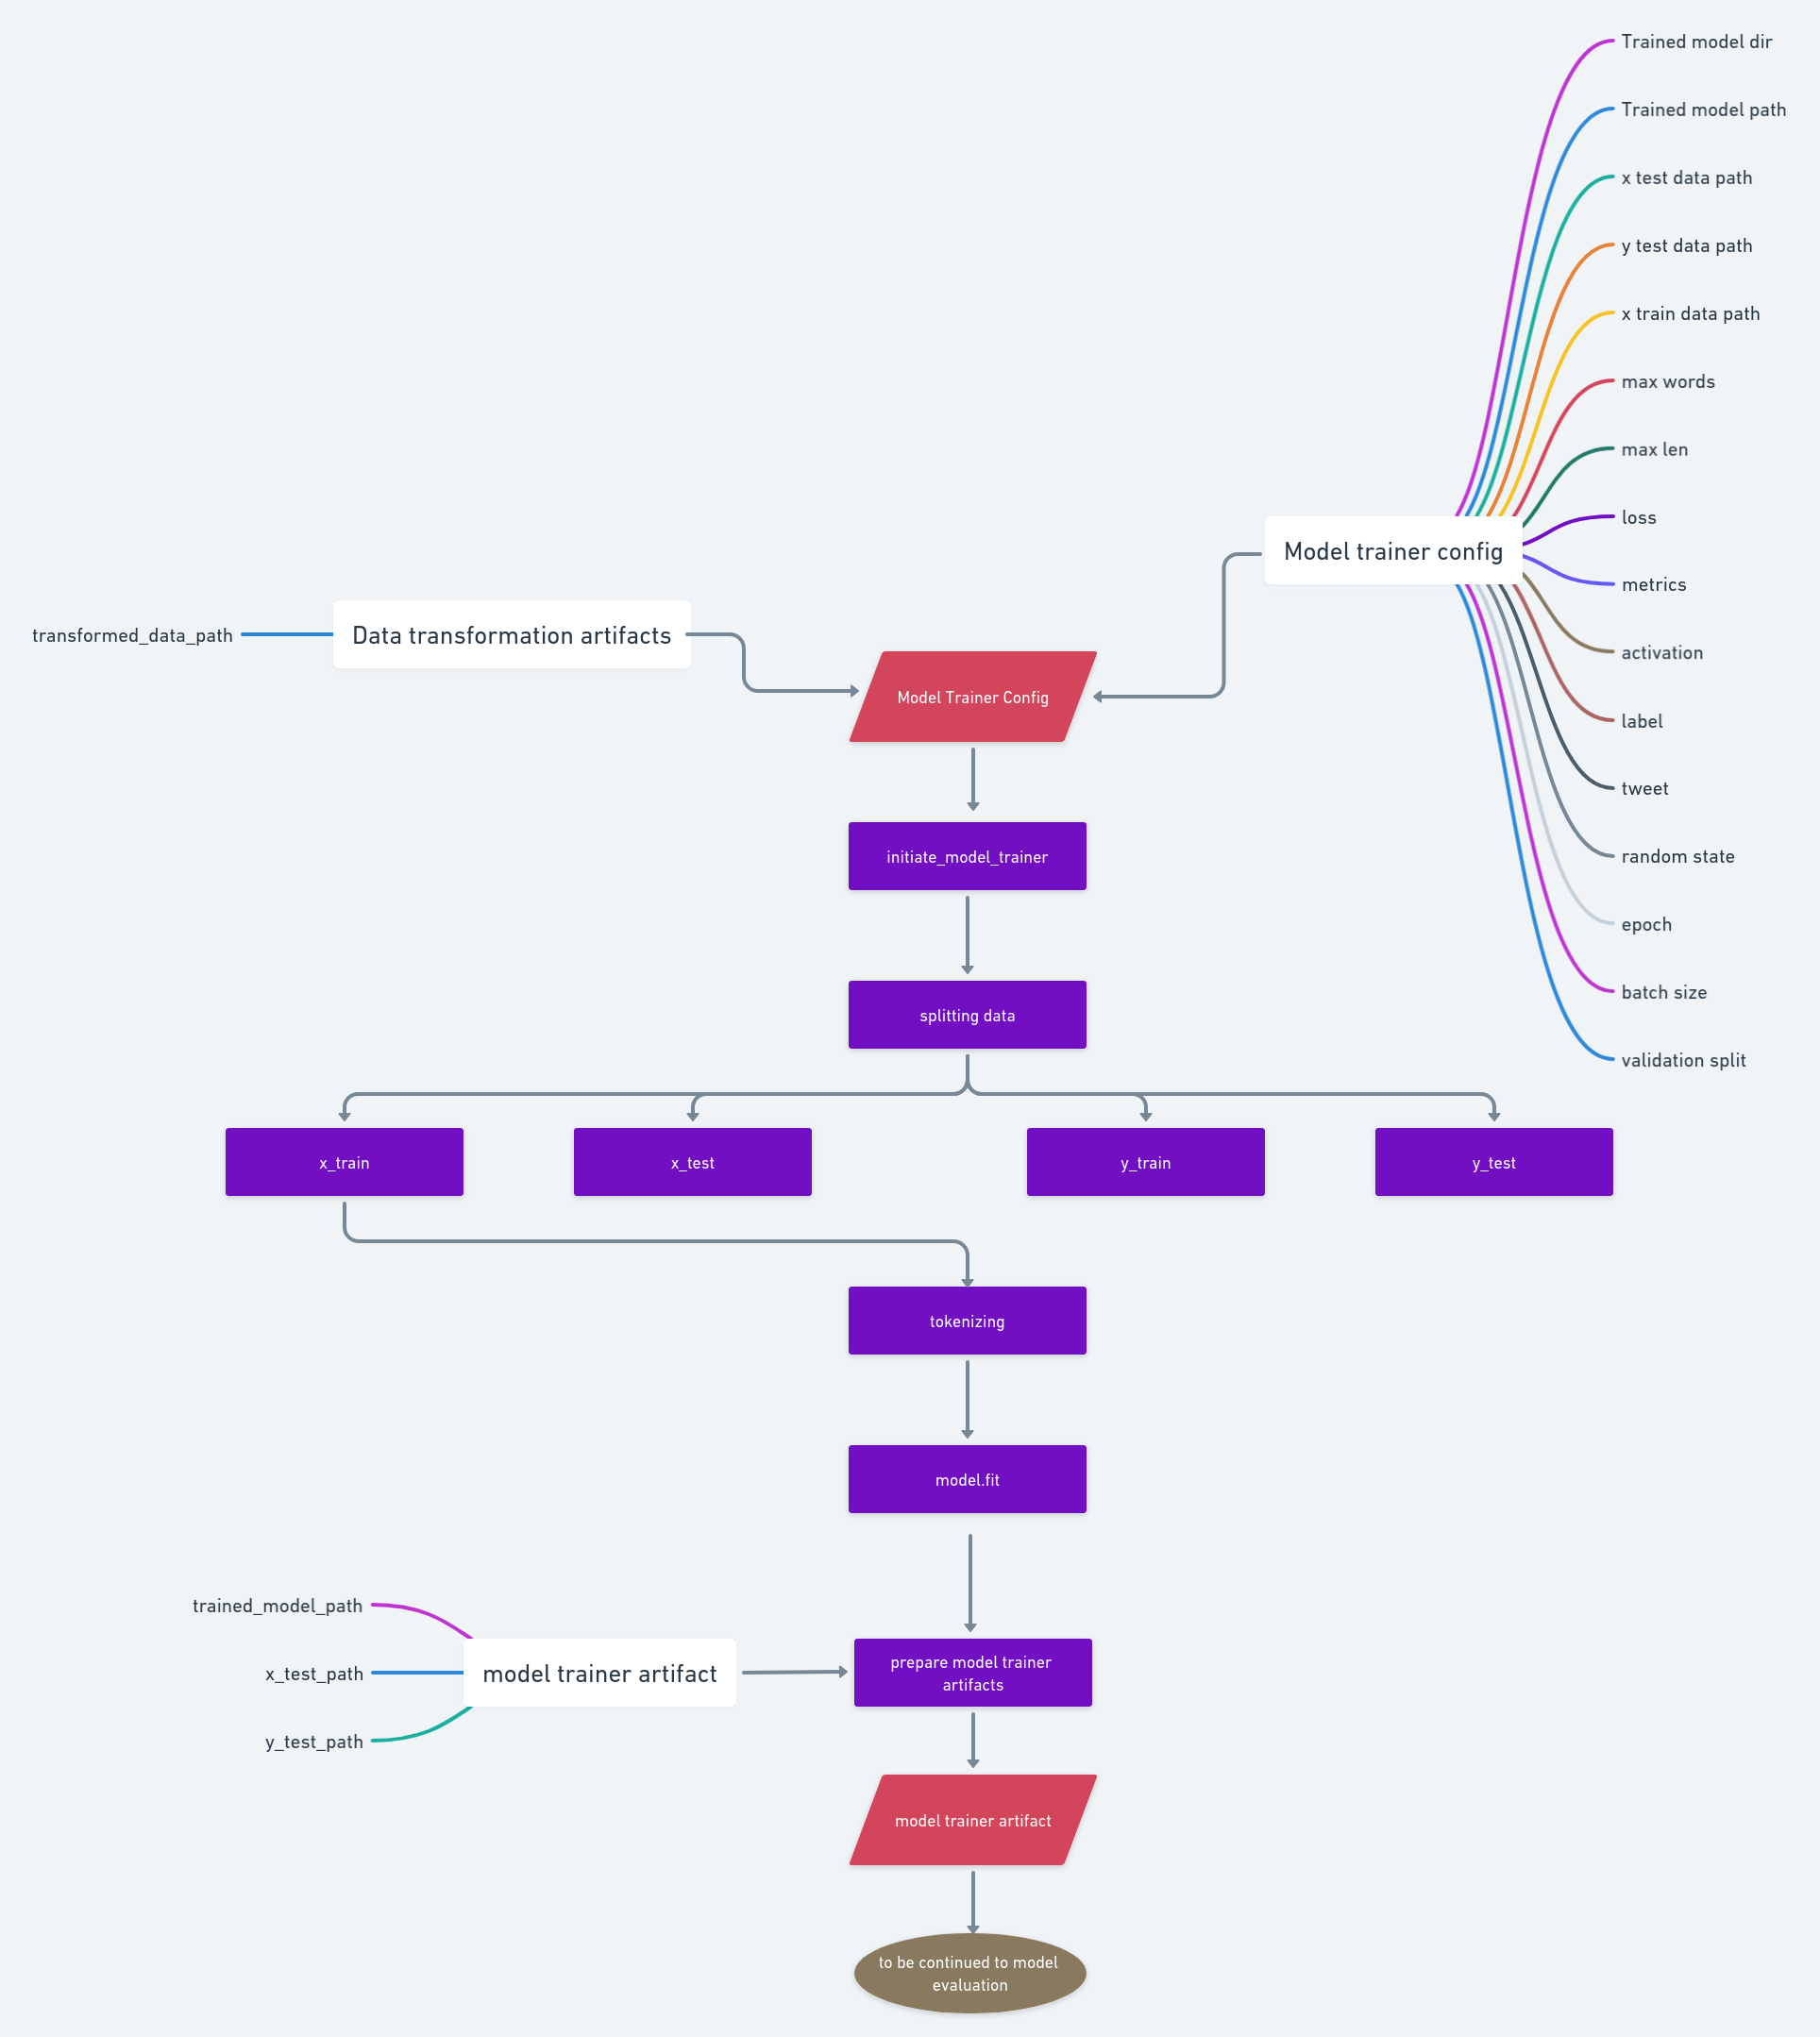 Trained model dir
Trained model path
x test data path
y test data path
x train data path
max words
max len
loss
Model trainer config
metrics
transformed_data_path
Data transformation artifacts
activation
Model Trainer Config
label
tweet
initiate_model_trainer
random state
epoch
batch size
splitting data
validation split
x_train
x_test
y_train
y_test
tokenizing
model.fit
trained_model_path
x_test_path
model trainer artifact
prepare model trainer
artifacts
y_test_path
model trainer artifact
to be continued to model
evaluation